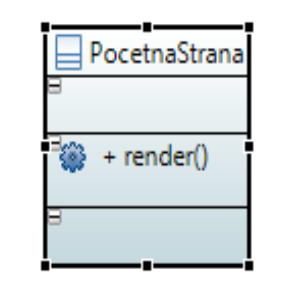 PocetnaStrana
+ render()